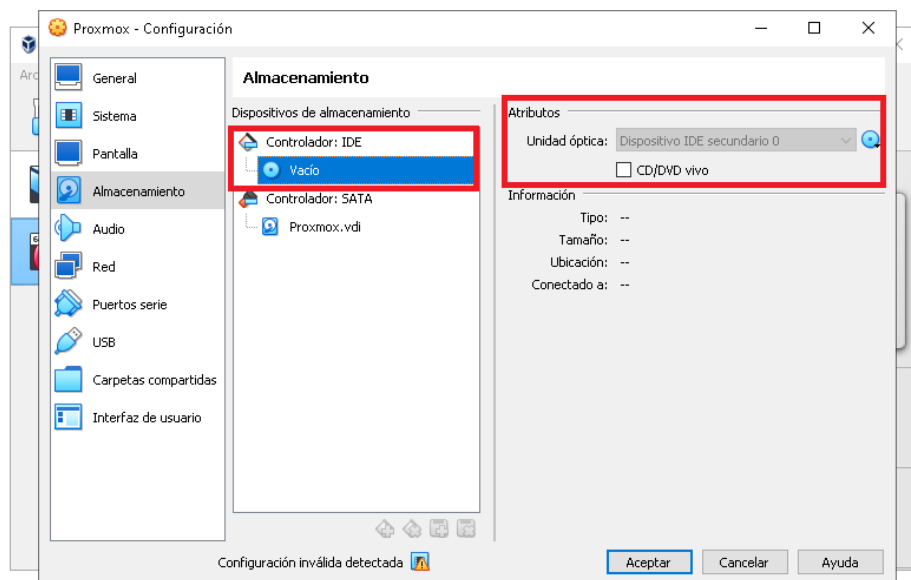 Proxmox - Configuración
Arc
General
Sistema
Pantalla
Almacenamiento
Audio
Red
Puertos serie
USB
Carpetas compartidas
Interfaz de usuario
Almacenamiento
Dispositivos de almacenamiento
Controlador: IDE
Vacío
Controlador: SATA
Proxmox.vdi
Atributos
Unidad óptica: Dispositivo IDE secundario 0
CD/DVD vivo
Información
Tipo: --
Tamaño: --
Ubicación: --
Conectado a: --
Configuración inválida detectada
Aceptar Cancelar Ayuda